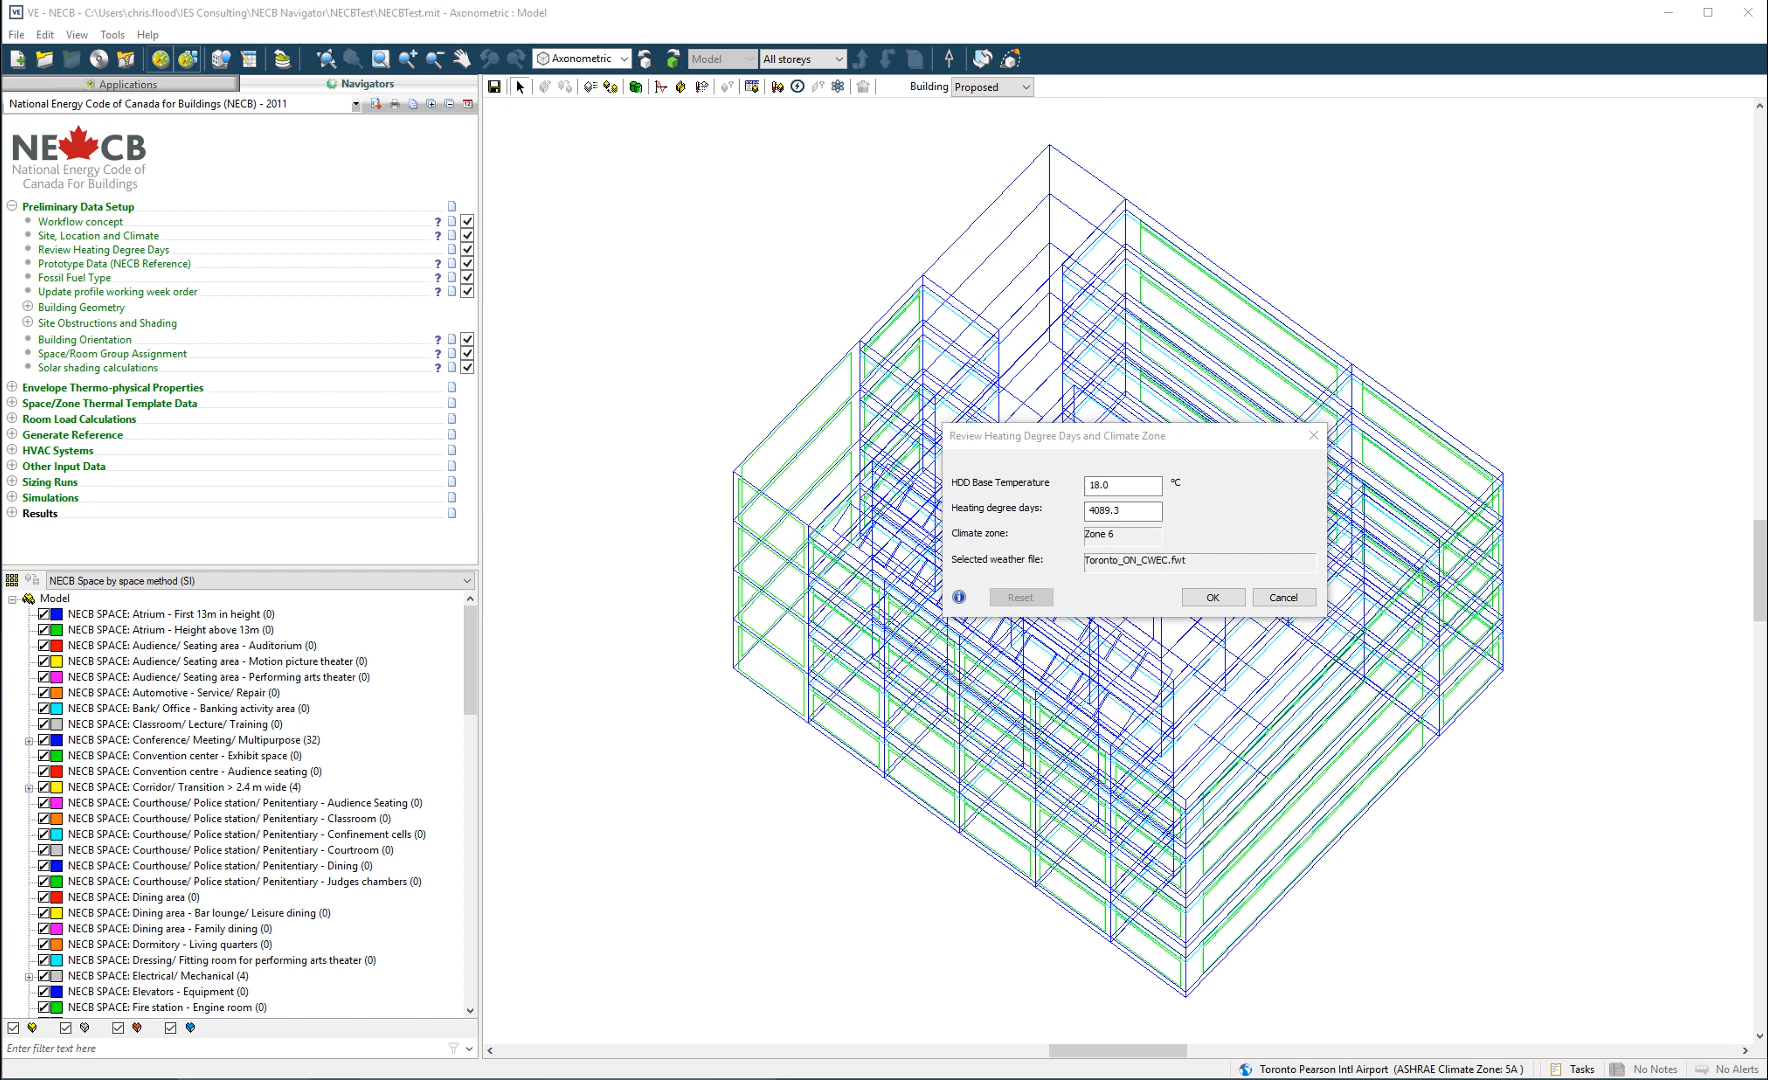 VE - NECB - C:\Users\chris.flood\IES Consulting\NECB Navigator\NECBTest\NECBTest.mit - Axonometric : Model
File Edit View Tools Help
Axonometric
Model
All storeys
Applications
Navigators
Building
Proposed
National Energy Code of Canada for Buildings (NECB) - 2011
NE CB
National Energy Code of
Canada For Buildings
Preliminary Data Setup
Workflow concept ?
Site, Location and Climate ?
Review Heating Degree Days
Prototype Data (NECB Reference) ?
Fossil Fuel Type ?
Update profile working week order ?
Building Geometry
Site Obstructions and Shading
Building Orientation ?
Space/Room Group Assignment ?
Solar shading calculations ?
Envelope Thermo-physical Properties
Space/Zone Thermal Template Data
Room Load Calculations
Generate Reference
HVAC Systems
Other Input Data
Sizing Runs
Simulations
Results
Review Heating Degree Days and Climate Zone
HDD Base Temperature 18.0 °C
Heating degree days: 4089.3
Climate zone: Zone 6
Selected weather file: Toronto_ON_CWEC.fwt
Reset
OK
Cancel
NECB Space by space method (SI)
Model
NECB SPACE: Atrium - First 13m in height (0)
NECB SPACE: Atrium - Height above 13m (0)
NECB SPACE: Audience/ Seating area - Auditorium (0)
NECB SPACE: Audience/ Seating area - Motion picture theater (0)
NECB SPACE: Audience/ Seating area - Performing arts theater (0)
NECB SPACE: Automotive - Service/ Repair (0)
NECB SPACE: Bank/ Office - Banking activity area (0)
NECB SPACE: Classroom/ Lecture/ Training (0)
NECB SPACE: Conference/ Meeting/ Multipurpose (32)
NECB SPACE: Convention center - Exhibit space (0)
NECB SPACE: Convention centre - Audience seating (0)
NECB SPACE: Corridor/ Transition > 2.4 m wide (4)
NECB SPACE: Courthouse/ Police station/ Penitentiary - Audience Seating (0)
NECB SPACE: Courthouse/ Police station/ Penitentiary - Classroom (0)
NECB SPACE: Courthouse/ Police station/ Penitentiary - Confinement cells (0)
NECB SPACE: Courthouse/ Police station/ Penitentiary - Courtroom (0)
NECB SPACE: Courthouse/ Police station/ Penitentiary - Dining (0)
NECB SPACE: Courthouse/ Police station/ Penitentiary - Judges chambers (0)
NECB SPACE: Dining area (0)
NECB SPACE: Dining area - Bar lounge/ Leisure dining (0)
NECB SPACE: Dining area - Family dining (0)
NECB SPACE: Dormitory - Living quarters (0)
NECB SPACE: Dressing/ Fitting room for performing arts theater (0)
NECB SPACE: Electrical/ Mechanical (4)
NECB SPACE: Elevators - Equipment (0)
NECB SPACE: Fire station - Engine room (0)
Enter filter text here
Toronto Pearson Intl Airport (ASHRAE Climate Zone: 5A )
Tasks
No Notes
No Alerts